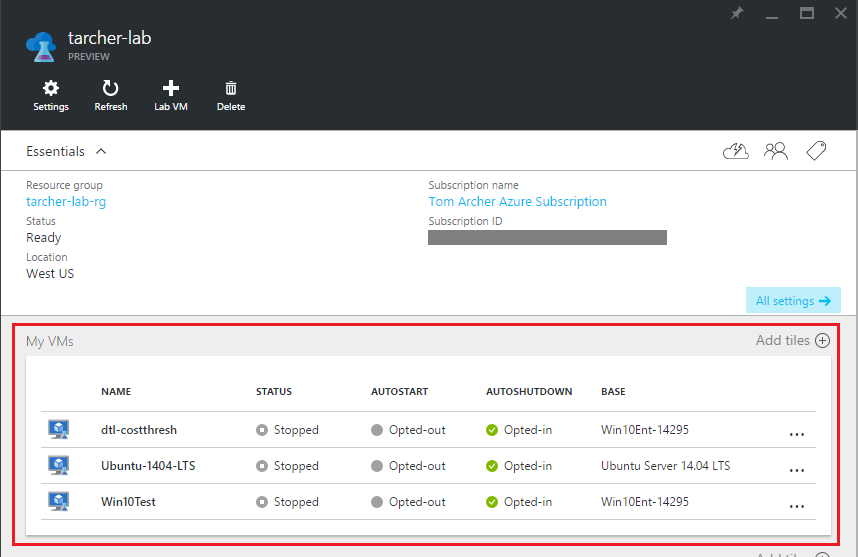 tarcher-lab
PREVIEW
Settings Refresh Lab VM Delete
Essentials
Resource group Subscription name
tarcher-lab-rg Tom Archer Azure Subscription
Status Subscription ID
Ready
Location
West US
All settings
My VMs Add tiles
NAME STATUS AUTOSTART AUTOSHUTDOWN BASE
dtl-costthresh Stopped Opted-out Opted-in Win10Ent-14295 ...
Ubuntu-1404-LTS Stopped Opted-out Opted-in Ubuntu Server 14.04 LTS ...
Win10Test Stopped Opted-out Opted-in Win10Ent-14295 ...
Add tiles